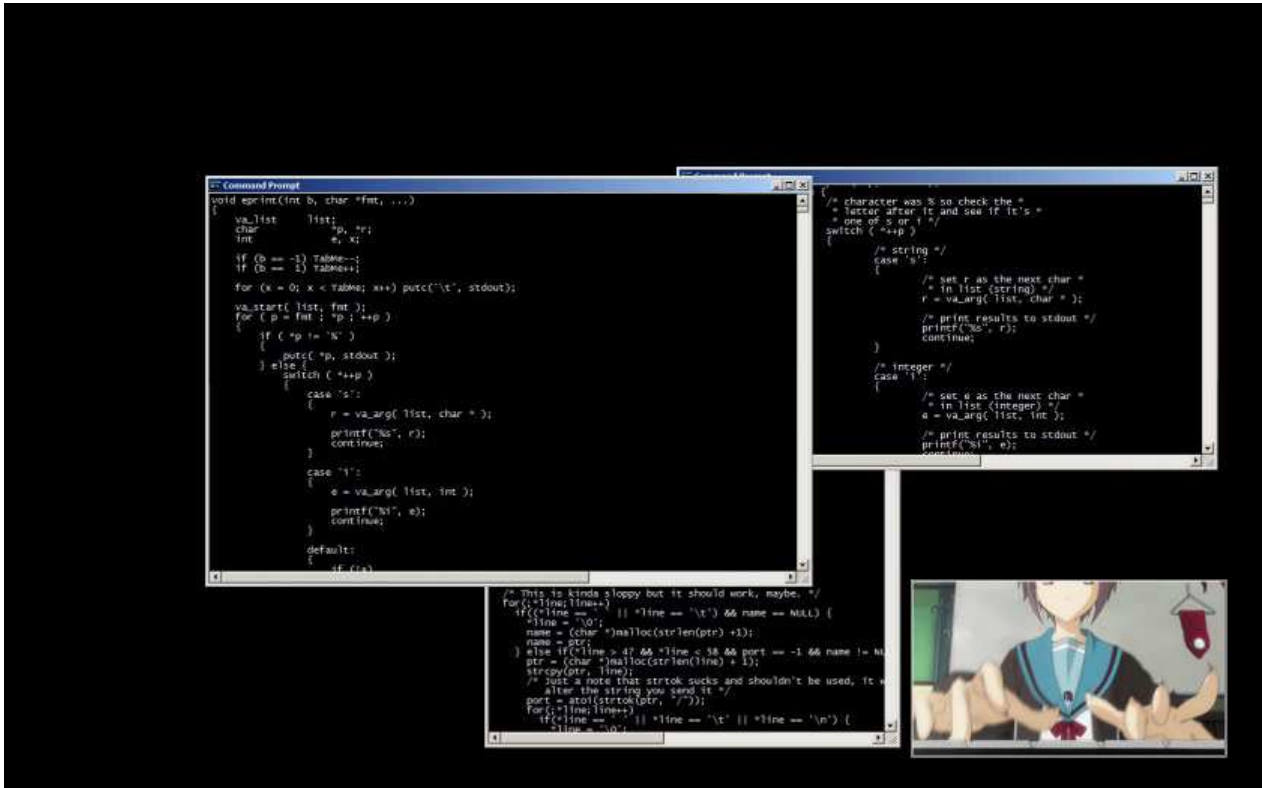 Command Prompt
void eprint(int b, char *fmt, ...)
{
va_list list;
char *p, *r;
int e, x;
if (b == -1) TabMe--;
if (b == 1) TabMe++;
for (x = 0; x < TabMe; x++) putc('\t', stdout);
va_start( list, fmt );
for ( p = fmt ; *p ; ++p )
{
if ( *p != '%' )
{
putc( *p, stdout );
} else {
switch ( *++p )
{
case 's':
{
r = va_arg( list, char * );
printf("%s", r);
continue;
}
case 'i':
{
e = va_arg( list, int );
printf("%i", e);
continue;
}
default:
{
Command Prompt
{
/* character was % so check the *
* letter after it and see if it's *
* one of s or i */
switch ( *++p )
{
/* string */
case 's':
{
/* set r as the next char *
* in list (string) */
r = va_arg( list, char * );
/* print results to stdout */
printf("%s", r);
continue;
}
/* integer */
case 'i':
{
/* set e as the next char *
* in list (integer) */
e = va_arg( list, int );
/* print results to stdout */
printf("%i", e);
continue;
/* This is kinda sloppy but it should work, maybe. */
for(;*line;line++)
if((*line == ' ' || *line == '\t') && name == NULL) {
*line = '\0';
name = (char *)malloc(strlen(ptr) +1);
name = ptr;
} else if(*line > 47 && *line < 58 && port == -1 && name != NU
ptr = (char *)malloc(strlen(line) + 1);
strcpy(ptr, line);
/* Just a note that strtok sucks and shouldn't be used, it w
alter the string you send it */
port = atoi(strtok(ptr, "/"));
for(;*line;line++)
if(*line == ' ' || *line == '\t' || *line == '\n') {
*line = '\0';